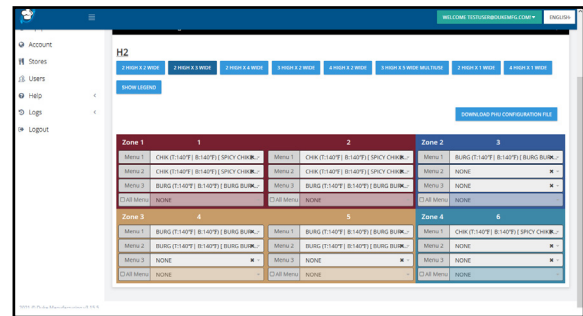 WELCOME TESTUSER@DUKEMFG.COM!
ENGLISH
Account
Stores
Users
Help
Logs
Logout
H2
2 HIGH X 2 WIDE
2 HIGH X 3 WIDE
2 HIGH X 4 WIDE
3 HIGH X 2 WIDE
4 HIGH X 2 WIDE
3 HIGH X 9 WIDE MULTIUSE
2 HIGH X 1 WIDE
4 HIGH X 1 WIDE
SHOW LEGEND
DOWNLOAD PHU CONFIGURATION FILE
Zone 1 1 2 Zone 2 3
Menu 1 CHIK (T:140°F| B:140°F) [ SPICY CHIK Menu 1 CHIK (T:140°F| B:140°F) [ SPICY CHIK Menu 1 BURG (T:140°F| B:140°F) [ BURG BUR
Menu 2 CHIK (T:140°F| B:140°F) [ SPICY CHIK Menu 2 CHIK (T:140°F| B:140°F) [ SPICY CHIK Menu 2 NONE
Menu 3 BURG (T:140°F| B:140°F) [ BURG BUR Menu 3 BURG (T:140°F| B:140°F) [ BURG BUR Menu 3 NONE
All Menu NONE All Menu NONE All Menu NONE
Zone 3 4 5 Zone 4 6
Menu 1 BURG (T:140°F| B:140°F) [ BURG BUR Menu 1 BURG (T:140°F| B:140°F) [ BURG BUR Menu 1 CHIK (T:140°F| B:140°F) [ SPICY CHIK
Menu 2 BURG (T:140°F| B:140°F) [ BURG BUR Menu 2 BURG (T:140°F| B:140°F) [ BURG BUR Menu 2 NONE
Menu 3 NONE Menu 3 NONE Menu 3 NONE
All Menu NONE All Menu NONE All Menu NONE